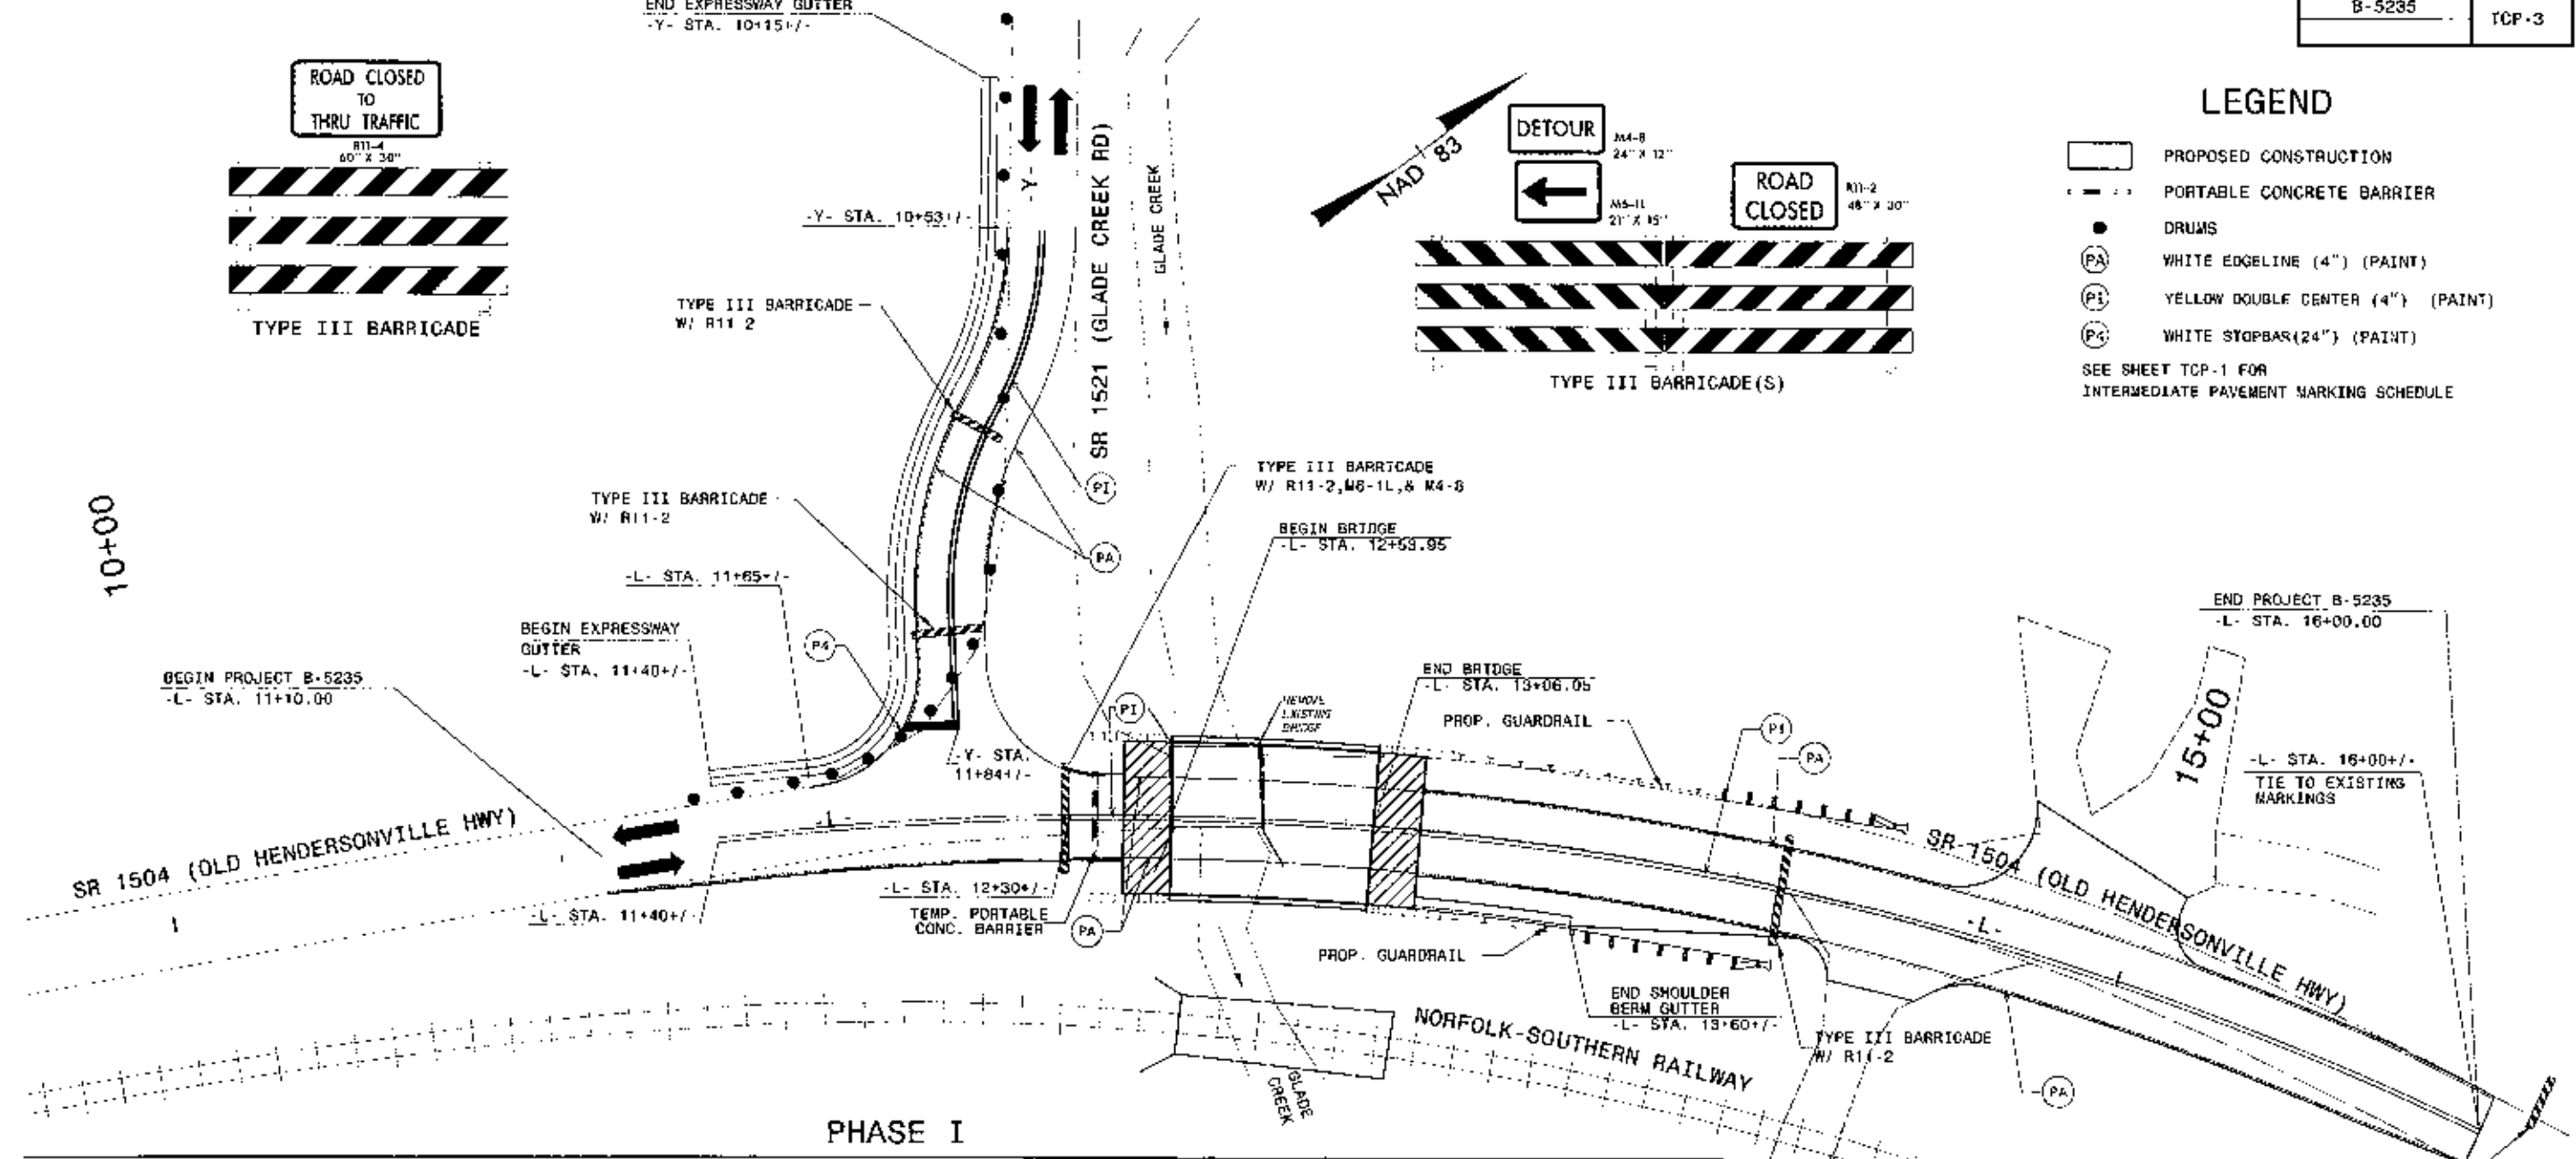 END EXPRESSWAY GUTTER
-Y- STA. 10+15+/-
B-5235
TCP-3
ROAD CLOSED
TO
THRU TRAFFIC
R11-4
60" X 30"
TYPE III BARRICADE
-Y-
SR 1521 (GLADE CREEK RD)
GLADE CREEK
-Y- STA. 10+53+/-
NAD 83
DETOUR
M4-8
24" X 12"
M6-1L
21" X 15"
ROAD
CLOSED
R11-2
48" X 30"
TYPE III BARRICADE(S)
LEGEND
PROPOSED CONSTRUCTION
PORTABLE CONCRETE BARRIER
DRUMS
PA
WHITE EDGELINE (4") (PAINT)
PI
YELLOW DOUBLE CENTER (4") (PAINT)
P4
WHITE STOPBAR(24") (PAINT)
SEE SHEET TCP-1 FOR
INTERMEDIATE PAVEMENT MARKING SCHEDULE
TYPE III BARRICADE
W/ R11-2
10+00
TYPE III BARRICADE
W/ R11-2
PI
PA
TYPE III BARRICADE
W/ R11-2,M6-1L,& M4-8
BEGIN BRIDGE
-L- STA. 12+53.95
-L- STA. 11+65+/-
BEGIN EXPRESSWAY
GUTTER
-L- STA. 11+40+/-
P4
BEGIN PROJECT B-5235
-L- STA. 11+10.00
-Y- STA.
11+84+/-
PI
REMOVE
EXISTING
BRIDGE
END BRIDGE
-L- STA. 13+06.05
PROP. GUARDRAIL
PI
PA
END PROJECT B-5235
-L- STA. 16+00.00
15+00
-L- STA. 16+00+/-
TIE TO EXISTING
MARKINGS
SR 1504 (OLD HENDERSONVILLE HWY)
-L-
-L- STA. 11+40+/-
-L- STA. 12+30+/-
TEMP. PORTABLE
CONC. BARRIER
PA
PROP. GUARDRAIL
END SHOULDER
BERM GUTTER
-L- STA. 13+60+/-
SR 1504 (OLD HENDERSONVILLE HWY)
-L-
TYPE III BARRICADE
W/ R11-2
PA
NORFOLK-SOUTHERN RAILWAY
GLADE
CREEK
PHASE I